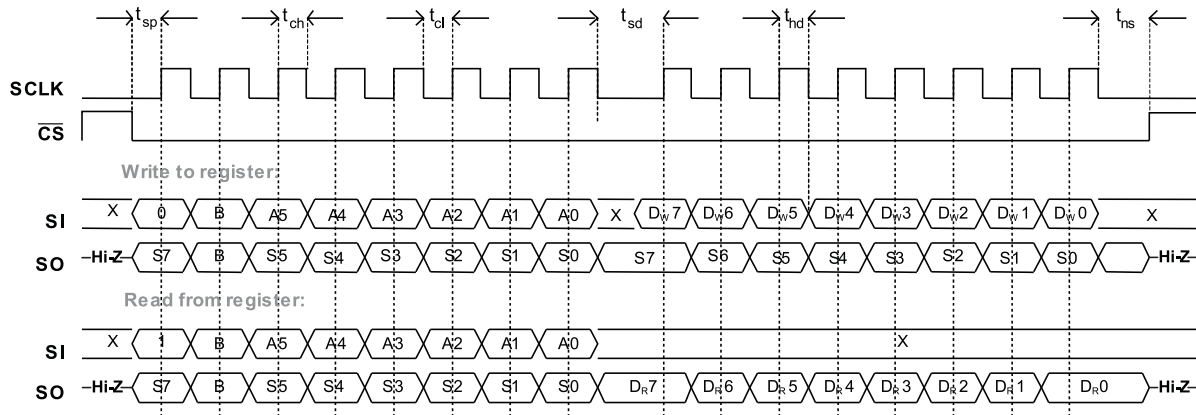 tsp tch tcl tsd thd tns
SCLK
CS
Write to register:
SI X 0 B A5 A4 A3 A2 A1 A0 X DW7 DW6 DW5 DW4 DW3 DW2 DW1 DW0 X
SO Hi-Z S7 B S5 S4 S3 S2 S1 S0 S7 S6 S5 S4 S3 S2 S1 S0 Hi-Z
Read from register:
SI X 1 B A5 A4 A3 A2 A1 A0 X
SO Hi-Z S7 B S5 S4 S3 S2 S1 S0 DR7 DR6 DR5 DR4 DR3 DR2 DR1 DR0 Hi-Z